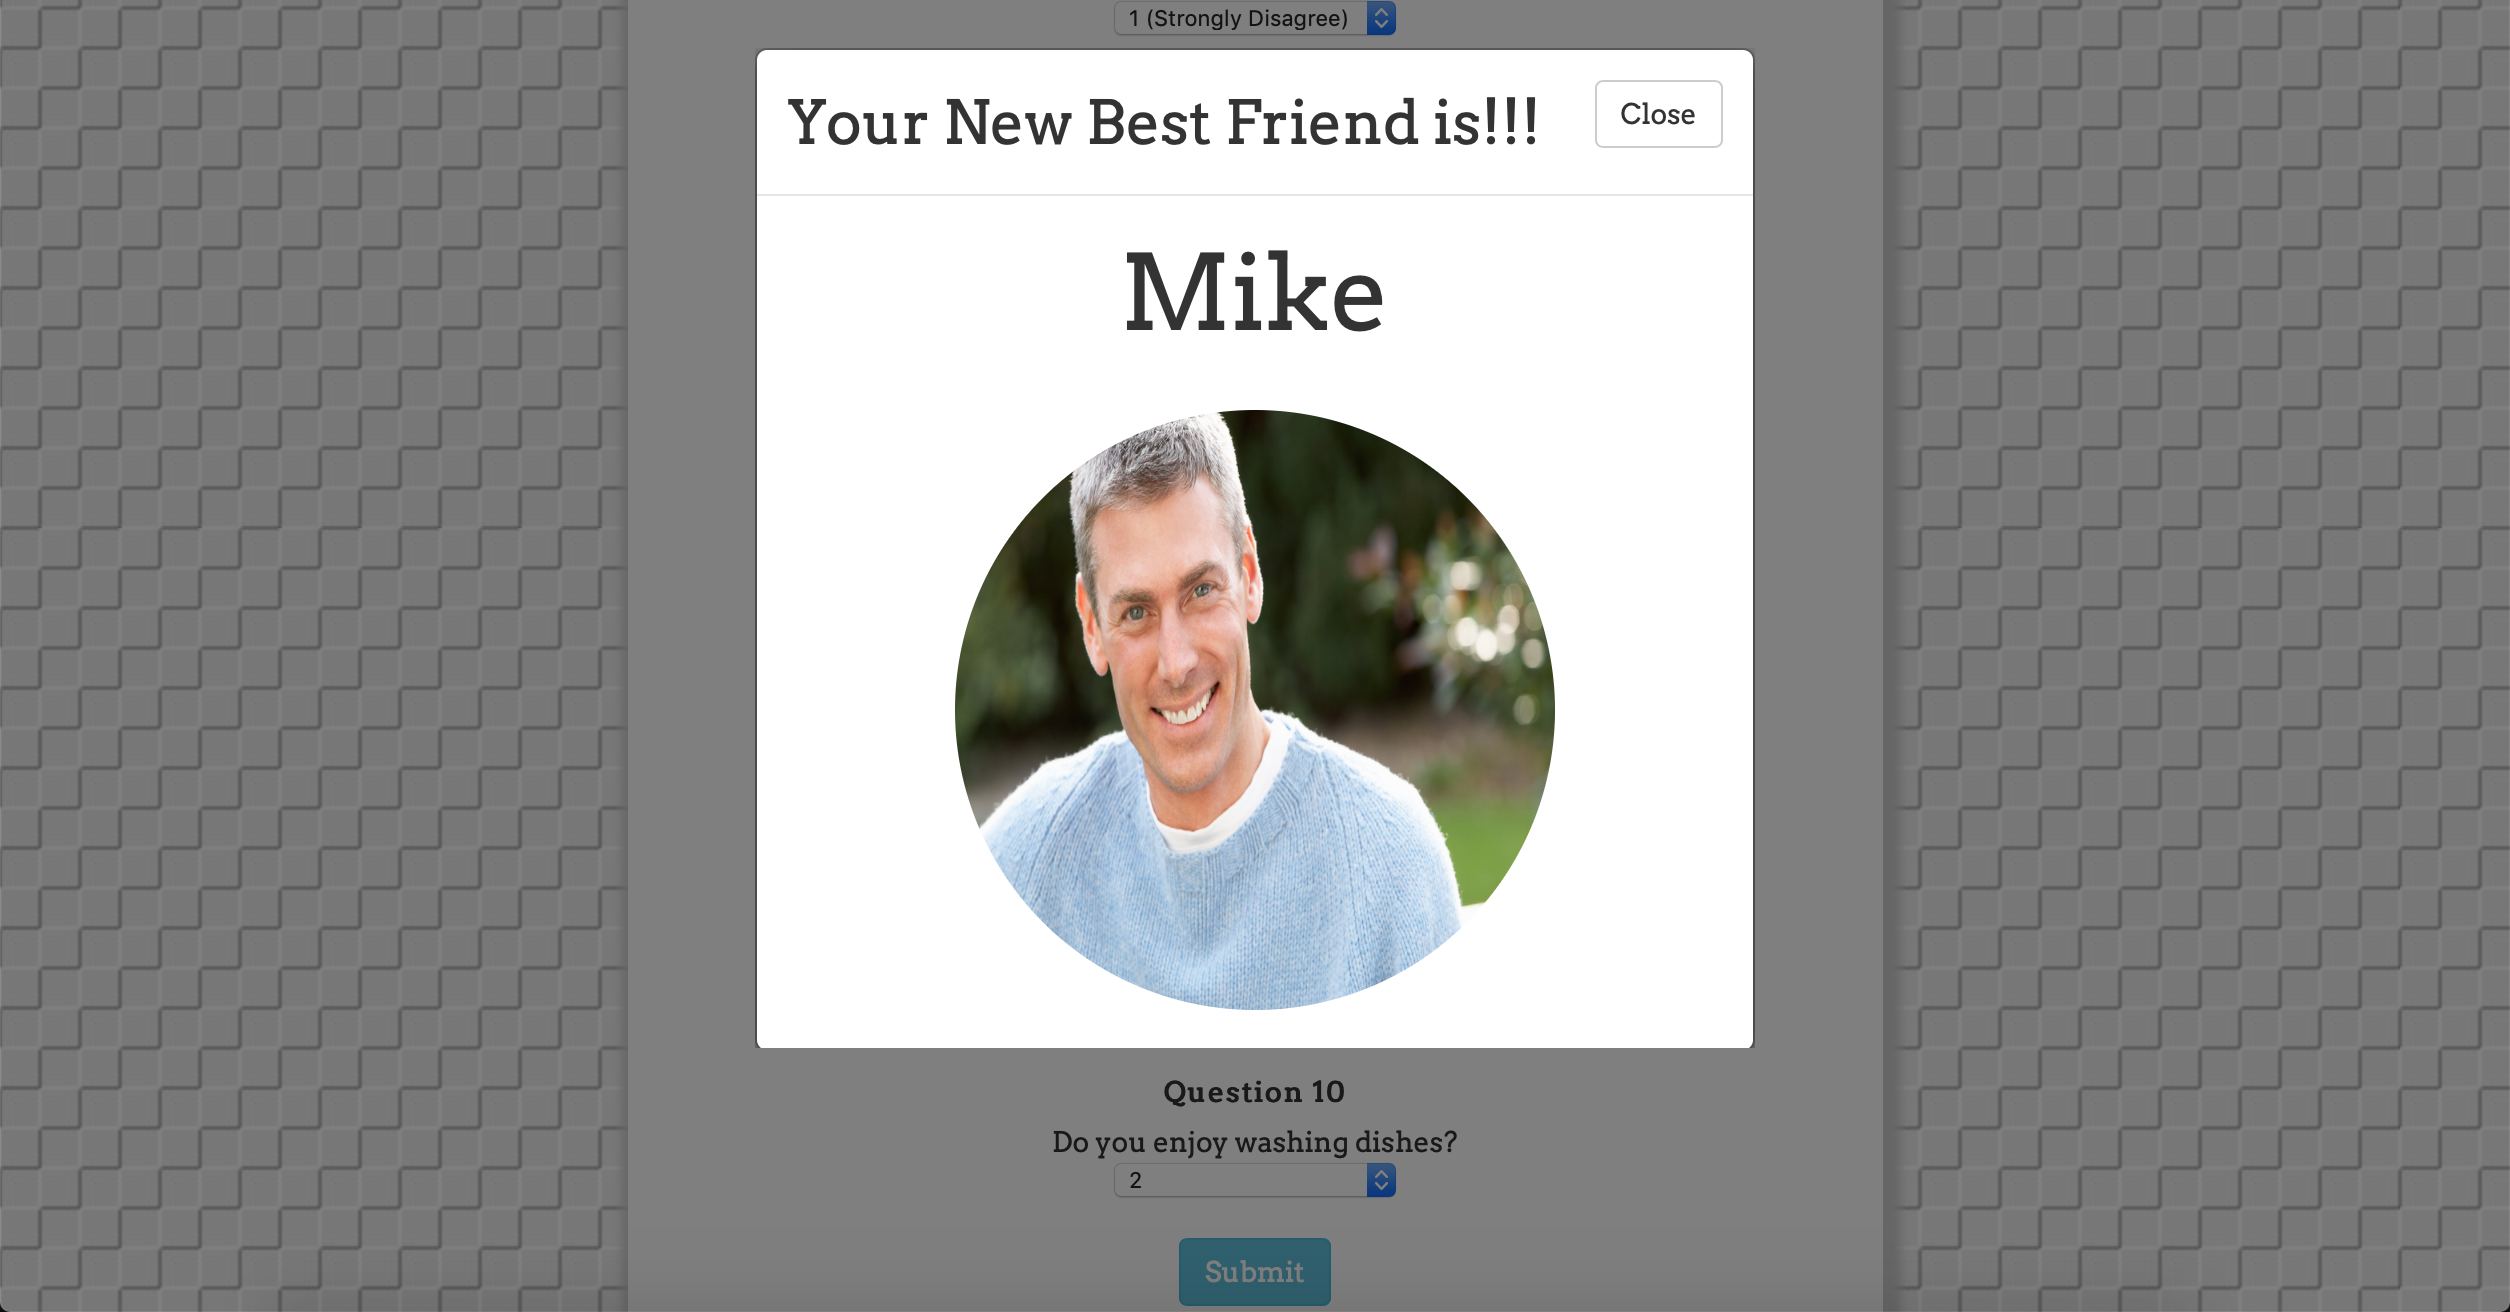 1 (Strongly Disagree)
Your New Best Friend is!!!
Close
Mike
Question 10
Do you enjoy washing dishes?
2
Submit